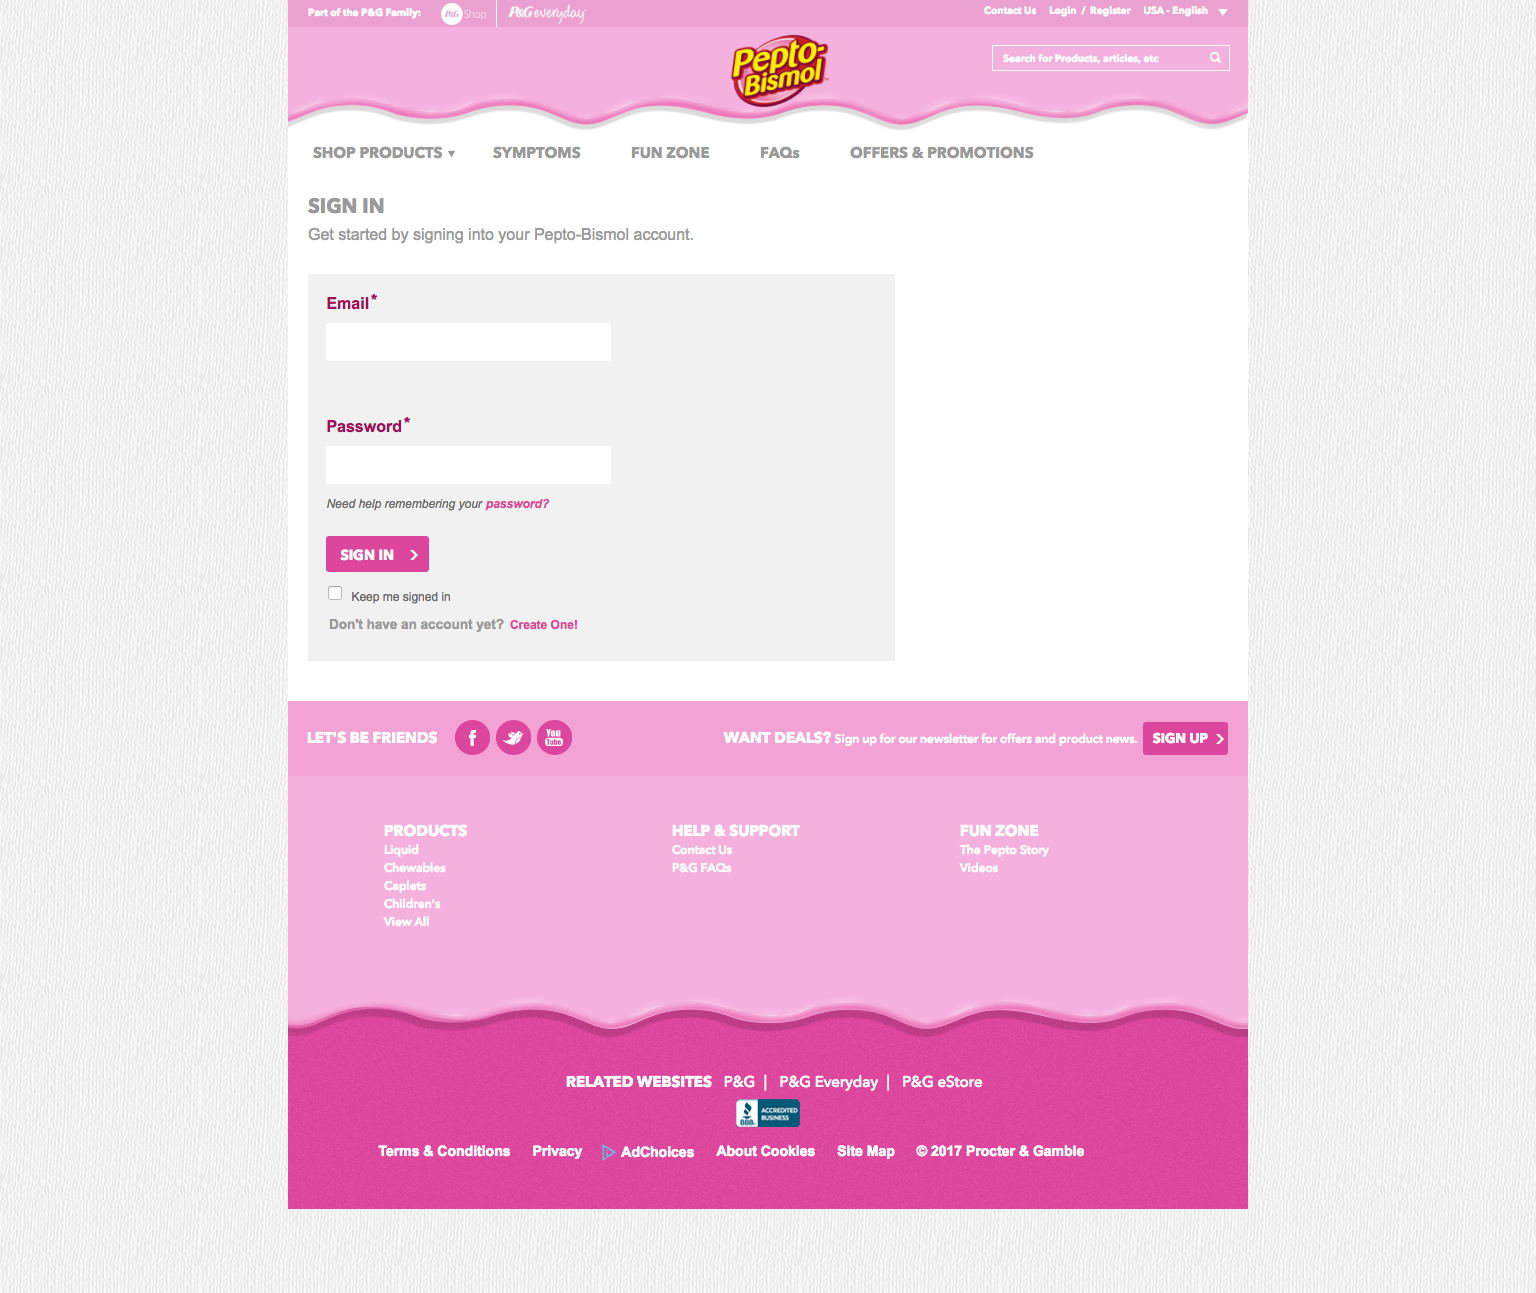 Part of the P&G Family: P&G Shop P&G everyday
Contact Us Login / Register USA - English
Pepto-
Bismol
Search for Products, articles, etc
SHOP PRODUCTS SYMPTOMS FUN ZONE FAQs OFFERS & PROMOTIONS
SIGN IN
Get started by signing into your Pepto-Bismol account.
Email*
Password*
Need help remembering your password?
SIGN IN
Keep me signed in
Don't have an account yet? Create One!
LET'S BE FRIENDS f You Tube
WANT DEALS? Sign up for our newsletter for offers and product news. SIGN UP
PRODUCTS
Liquid
Chewables
Caplets
Children's
View All
HELP & SUPPORT
Contact Us
P&G FAQs
FUN ZONE
The Pepto Story
Videos
RELATED WEBSITES P&G | P&G Everyday | P&G eStore
BBB. ACCREDITED BUSINESS
Terms & Conditions Privacy AdChoices About Cookies Site Map © 2017 Procter & Gamble